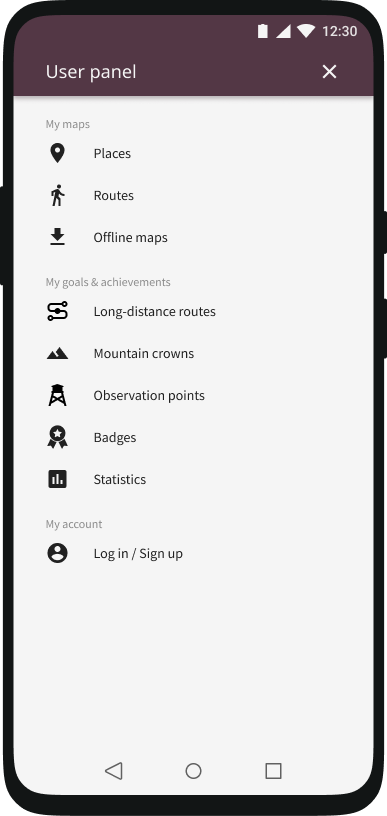 12:30
User panel
My maps
Places
Routes
Offline maps
My goals & achievements
Long-distance routes
Mountain crowns
Observation points
Badges
Statistics
My account
Log in / Sign up